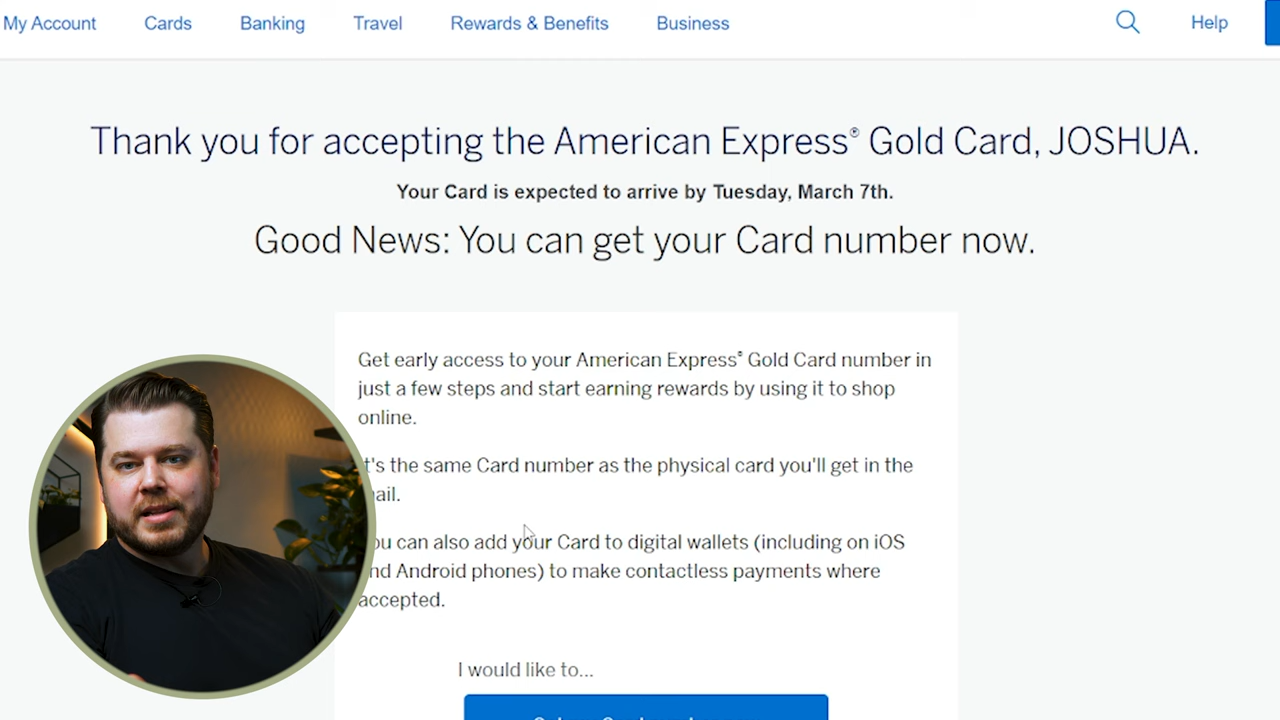 My Account Cards Banking Travel Rewards & Benefits Business Help
Thank you for accepting the American Express® Gold Card, JOSHUA.
Your Card is expected to arrive by Tuesday, March 7th.
Good News: You can get your Card number now.
Get early access to your American Express® Gold Card number in
just a few steps and start earning rewards by using it to shop
online.
t's the same Card number as the physical card you'll get in the
ail.
ou can also add your Card to digital wallets (including on iOS
nd Android phones) to make contactless payments where
accepted.
I would like to...